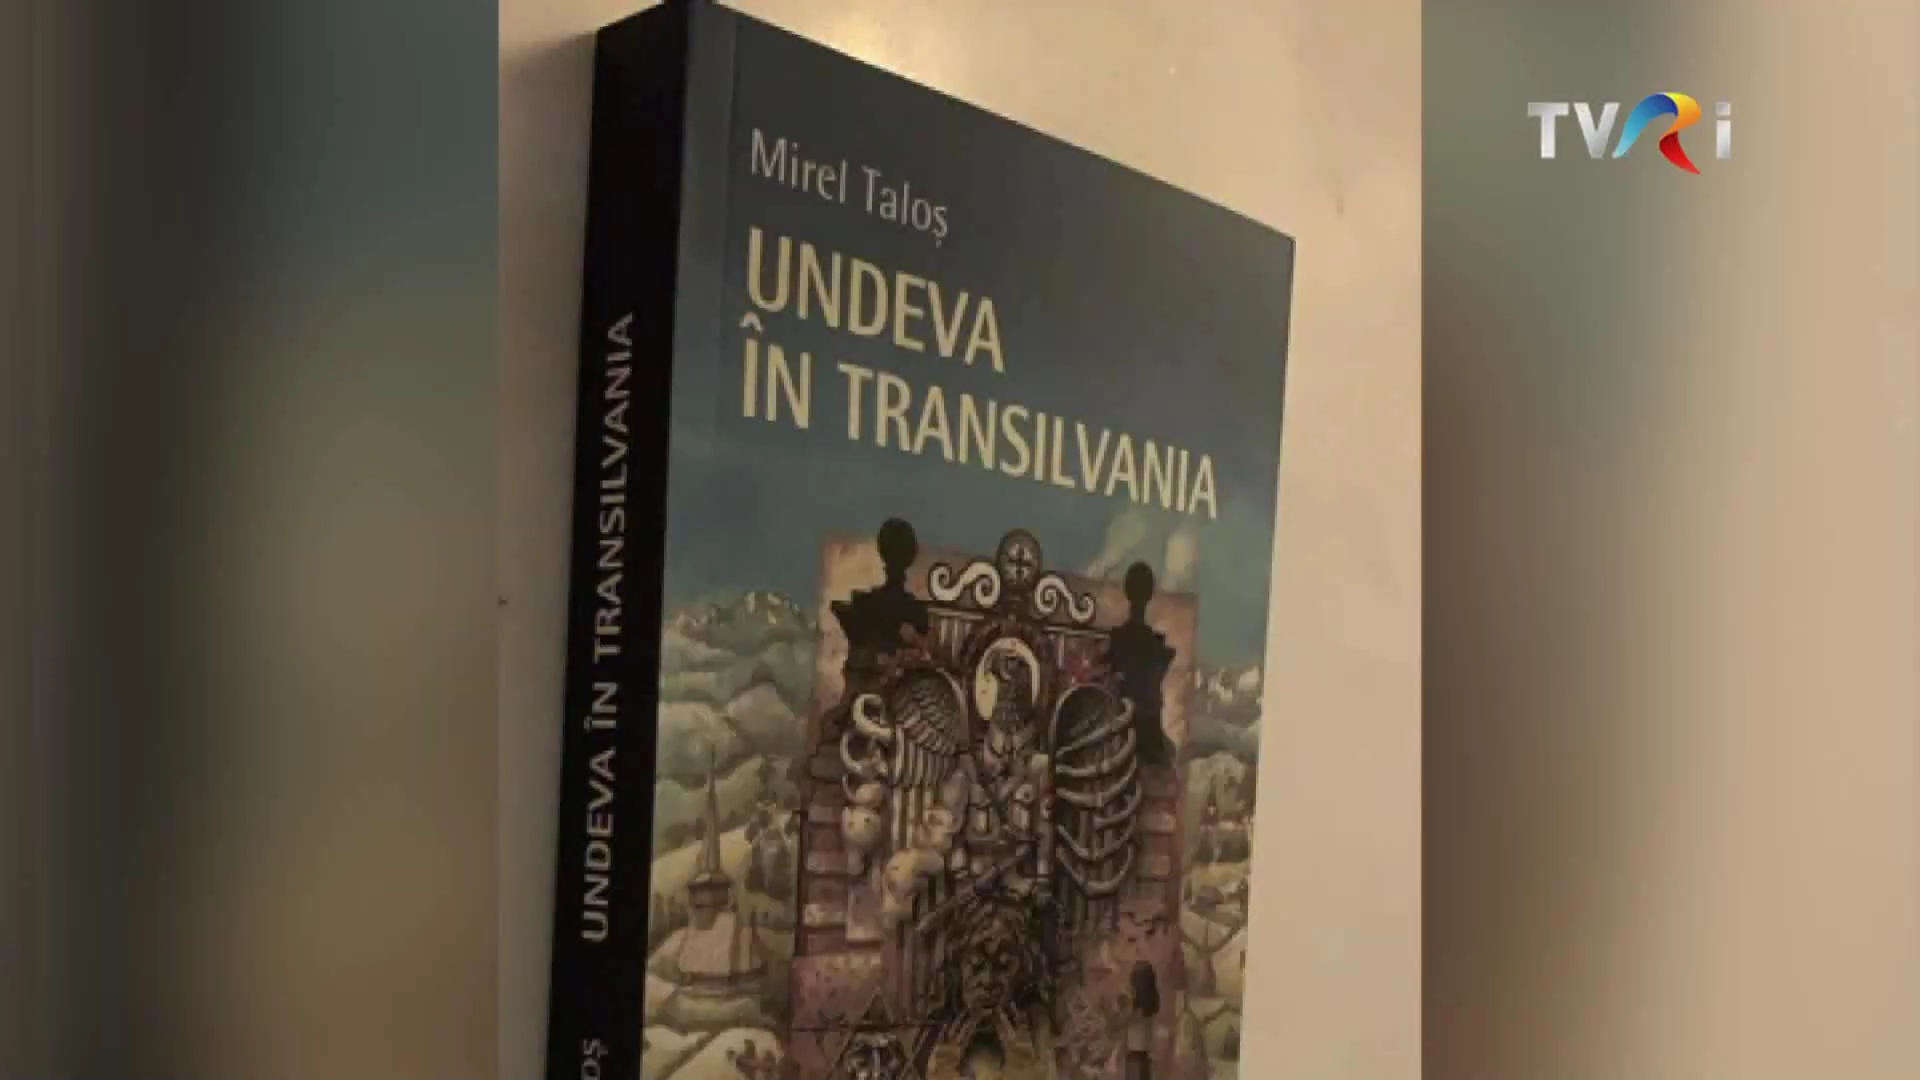 TVRi
Mirel Taloș
UNDEVA
ÎN TRANSILVANIA
UNDEVA ÎN TRANSILVANIA